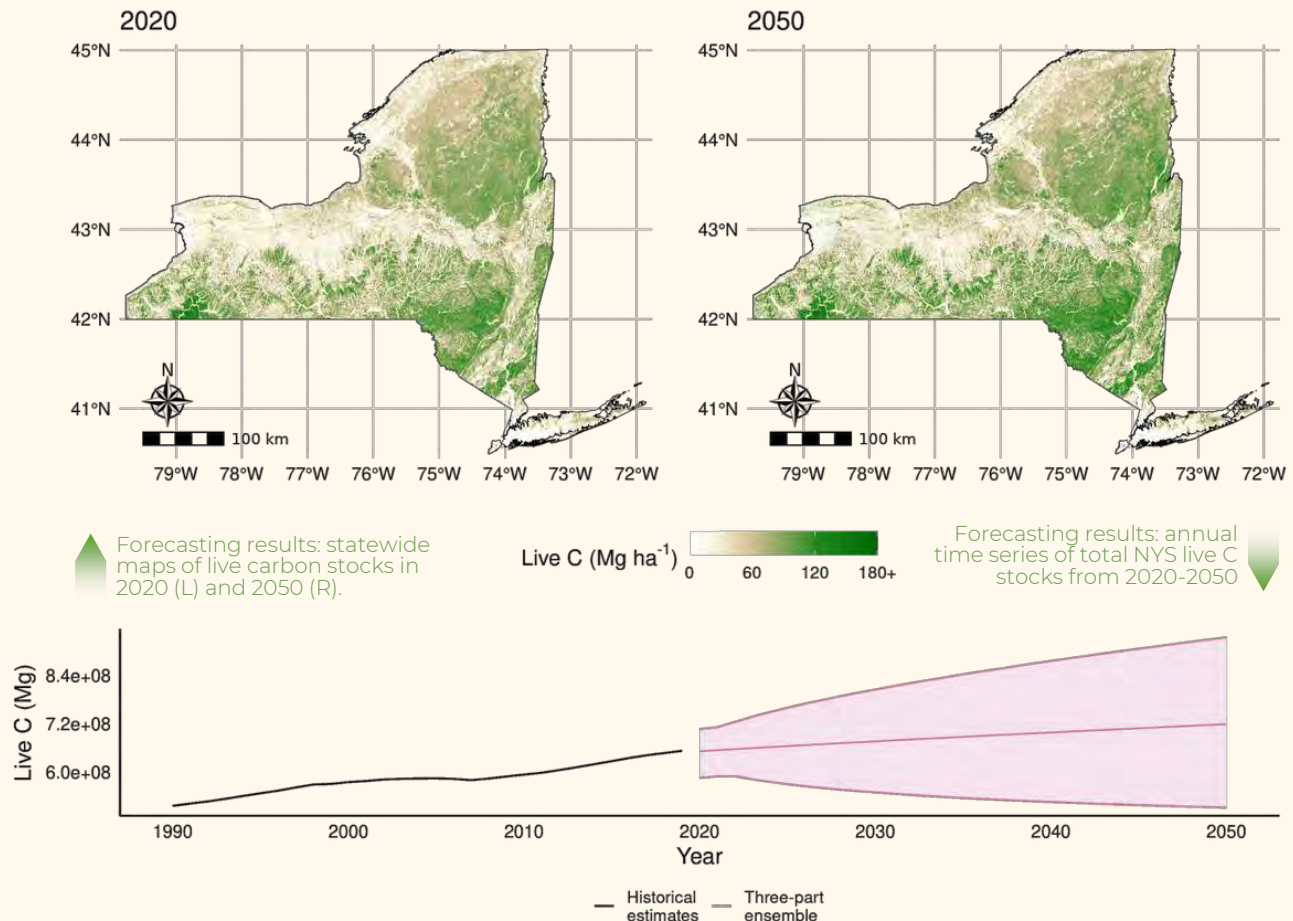 2020
2050
45°N
44°N
43°N
42°N
41°N
N
100 km
79°W 78°W 77°W 76°W 75°W 74°W 73°W 72°W
45°N
44°N
43°N
42°N
41°N
N
100 km
79°W 78°W 77°W 76°W 75°W 74°W 73°W 72°W
Forecasting results: statewide
maps of live carbon stocks in
2020 (L) and 2050 (R).
Live C (Mg ha⁻¹)
0 60 120 180+
Forecasting results: annual
time series of total NYS live C
stocks from 2020-2050
Live C (Mg)
8.4e+08
7.2e+08
6.0e+08
1990 2000 2010 2020 2030 2040 2050
Year
Historical
estimates
Three-part
ensemble